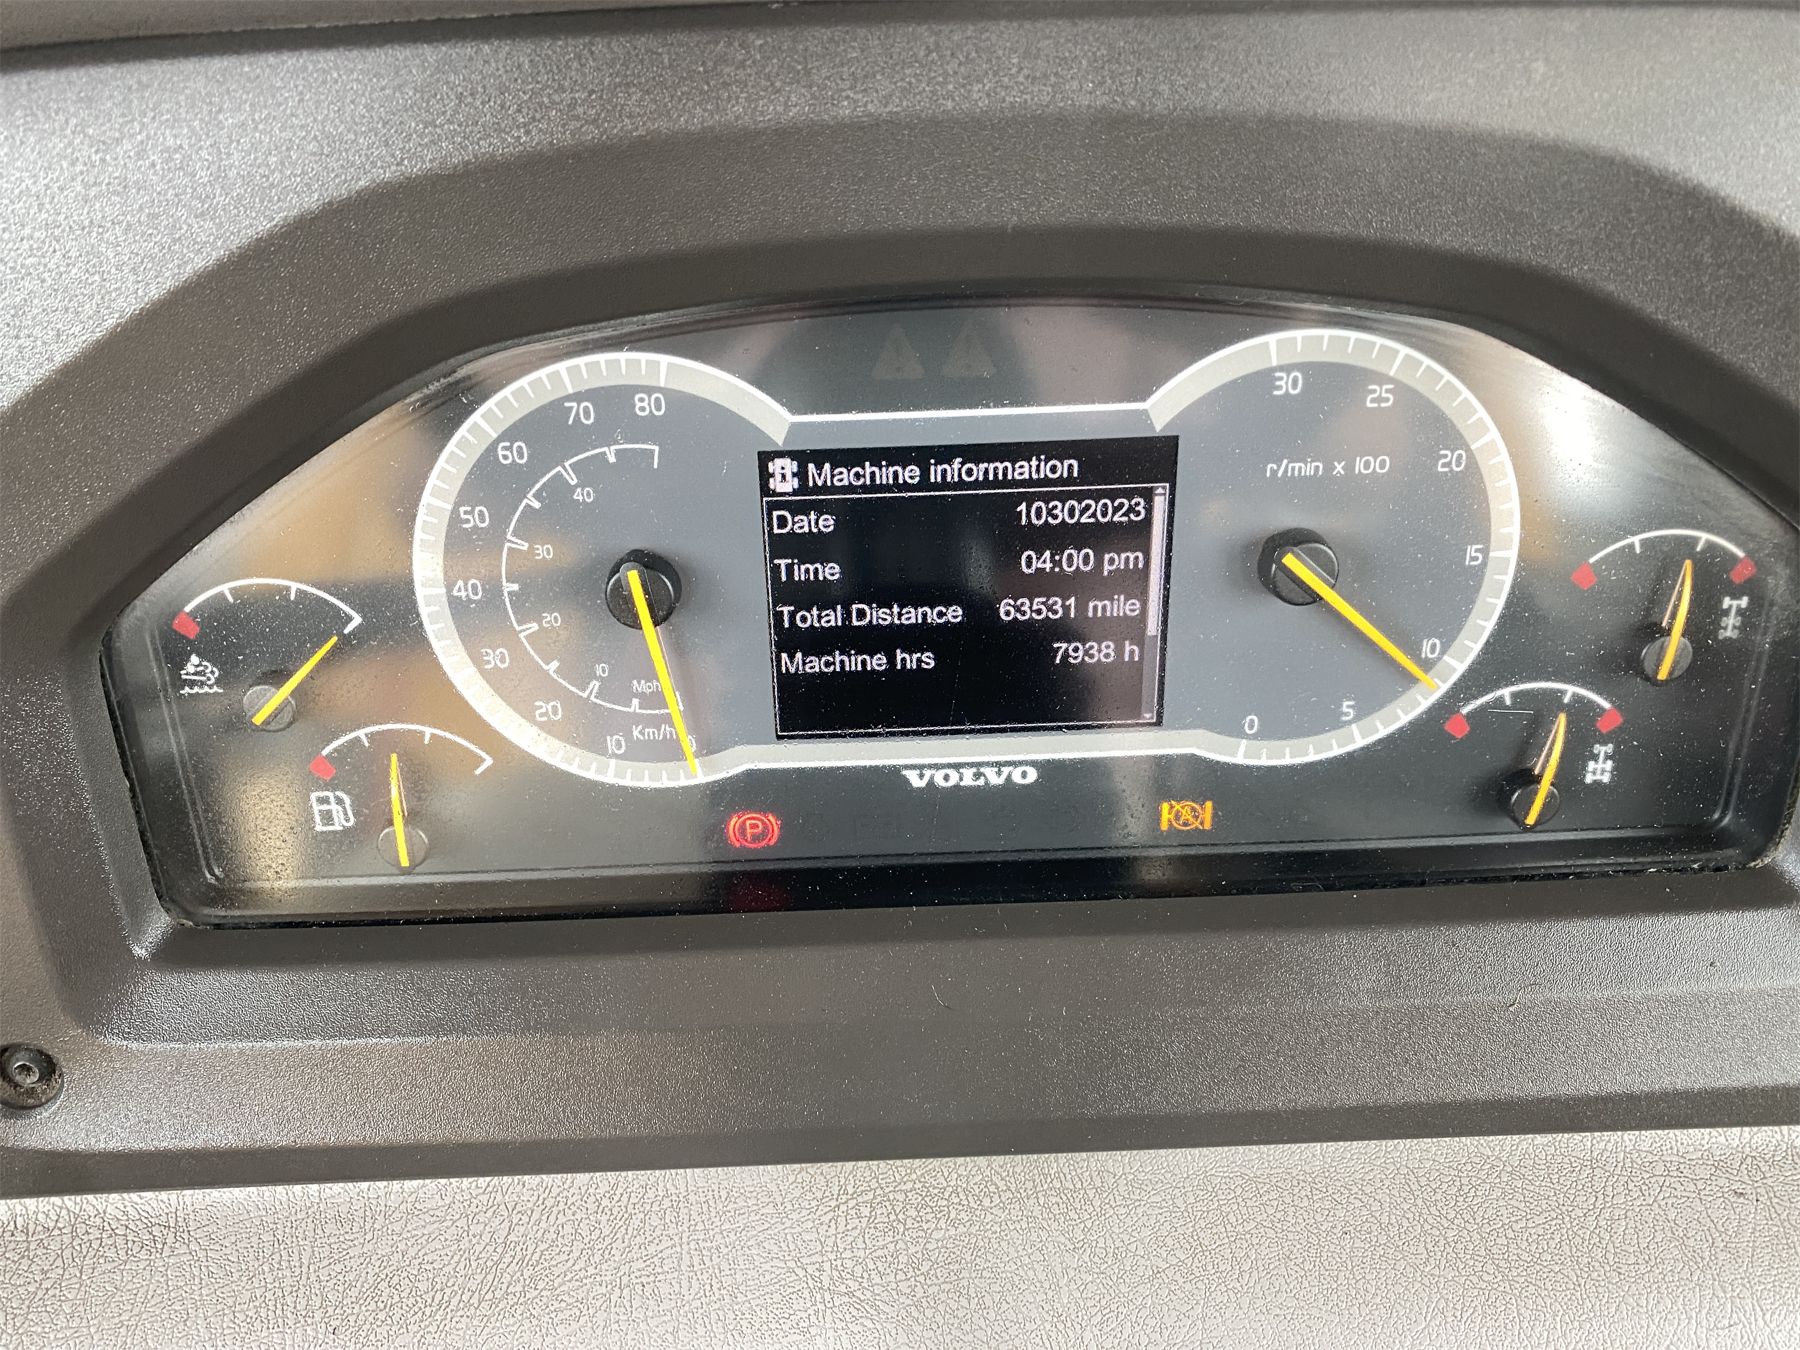 Machine information
Date 10302023
Time 04:00 pm
Total Distance 63531 mile
Machine hrs 7938 h
80
70
60
50
40
30
20
10
Km/h
40
30
20
10
Mph
30
25
20
15
10
5
0
r/min x 100
VOLVO
P
A